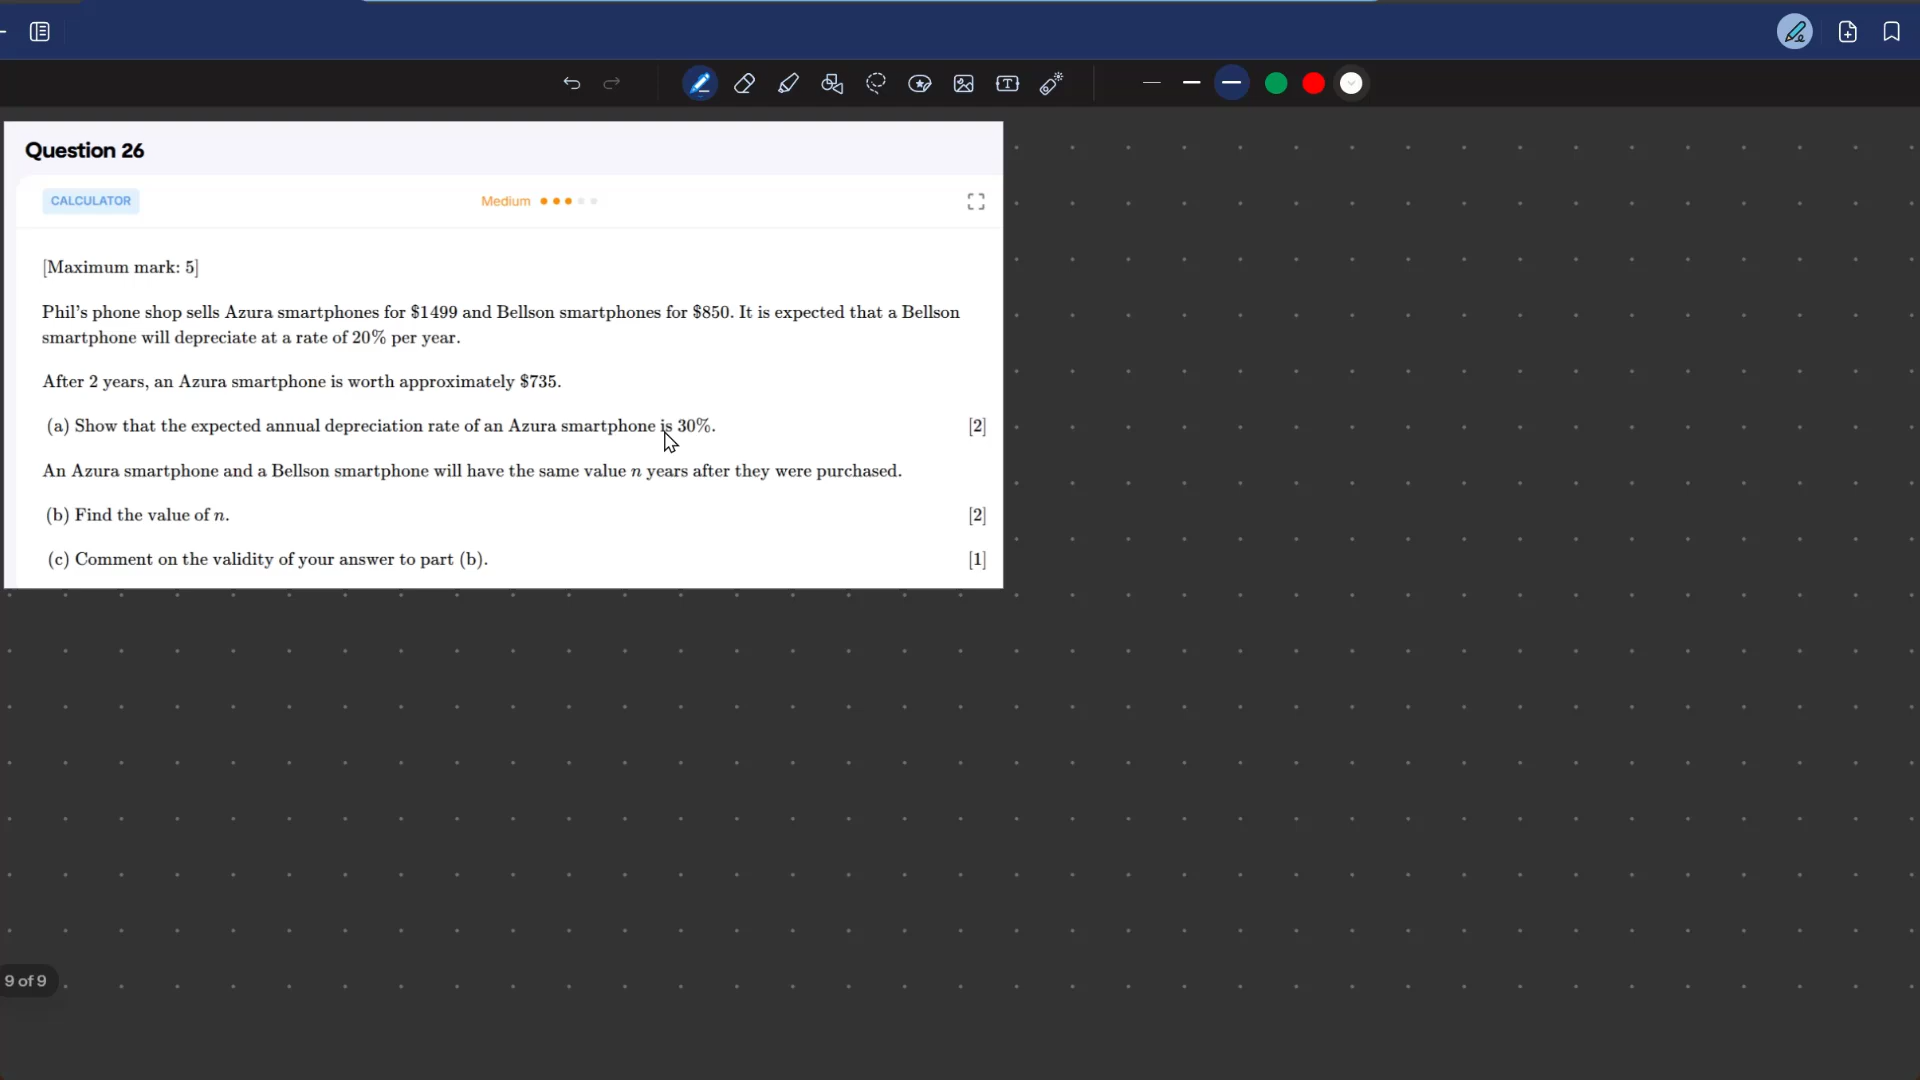 Question 26
CALCULATOR
Medium
[Maximum mark: 5]
Phil's phone shop sells Azura smartphones for $1499 and Bellson smartphones for $850. It is expected that a Bellson
smartphone will depreciate at a rate of 20% per year.
After 2 years, an Azura smartphone is worth approximately $735.
(a) Show that the expected annual depreciation rate of an Azura smartphone is 30%. [2]
An Azura smartphone and a Bellson smartphone will have the same value n years after they were purchased.
(b) Find the value of n. [2]
(c) Comment on the validity of your answer to part (b). [1]
9 of 9